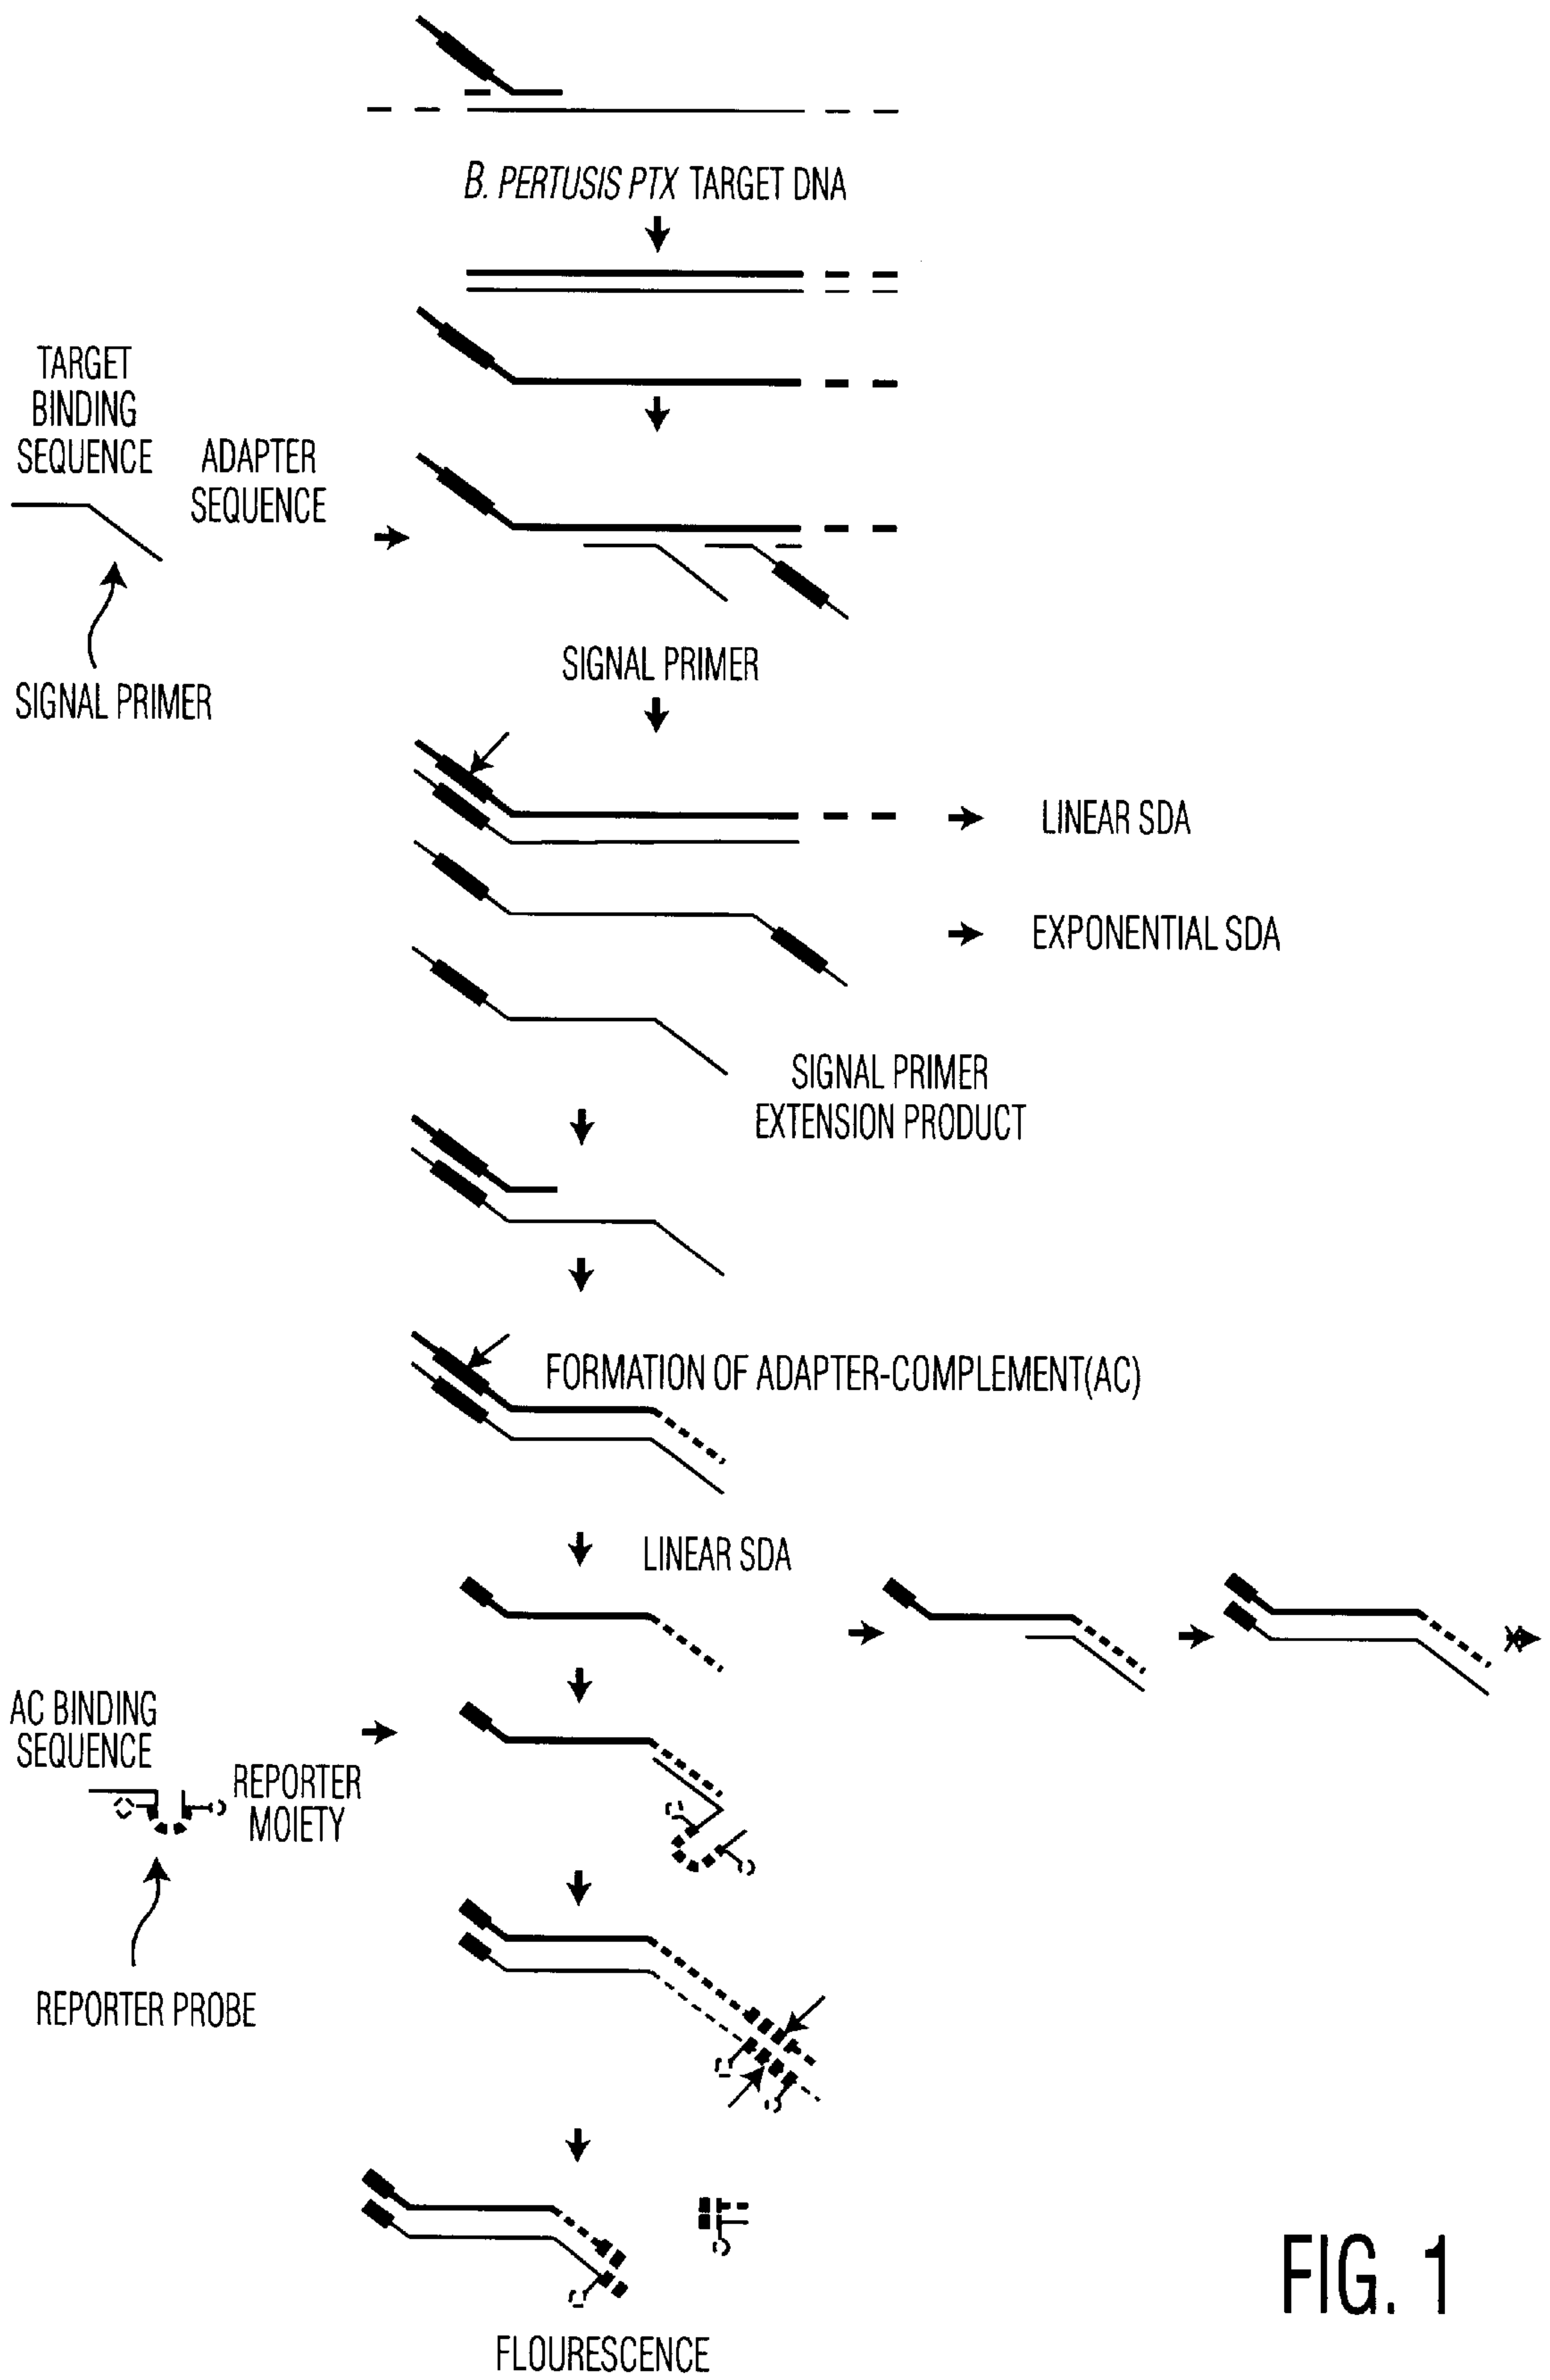 B. PERTUSIS PTX TARGET DNA
TARGET
BINDING
SEQUENCE
ADAPTER
SEQUENCE
SIGNAL PRIMER
SIGNAL PRIMER
LINEAR SDA
EXPONENTIAL SDA
SIGNAL PRIMER
EXTENSION PRODUCT
FORMATION OF ADAPTER-COMPLEMENT(AC)
LINEAR SDA
AC BINDING
SEQUENCE
REPORTER
MOIETY
REPORTER PROBE
FLOURESCENCE
FIG. 1